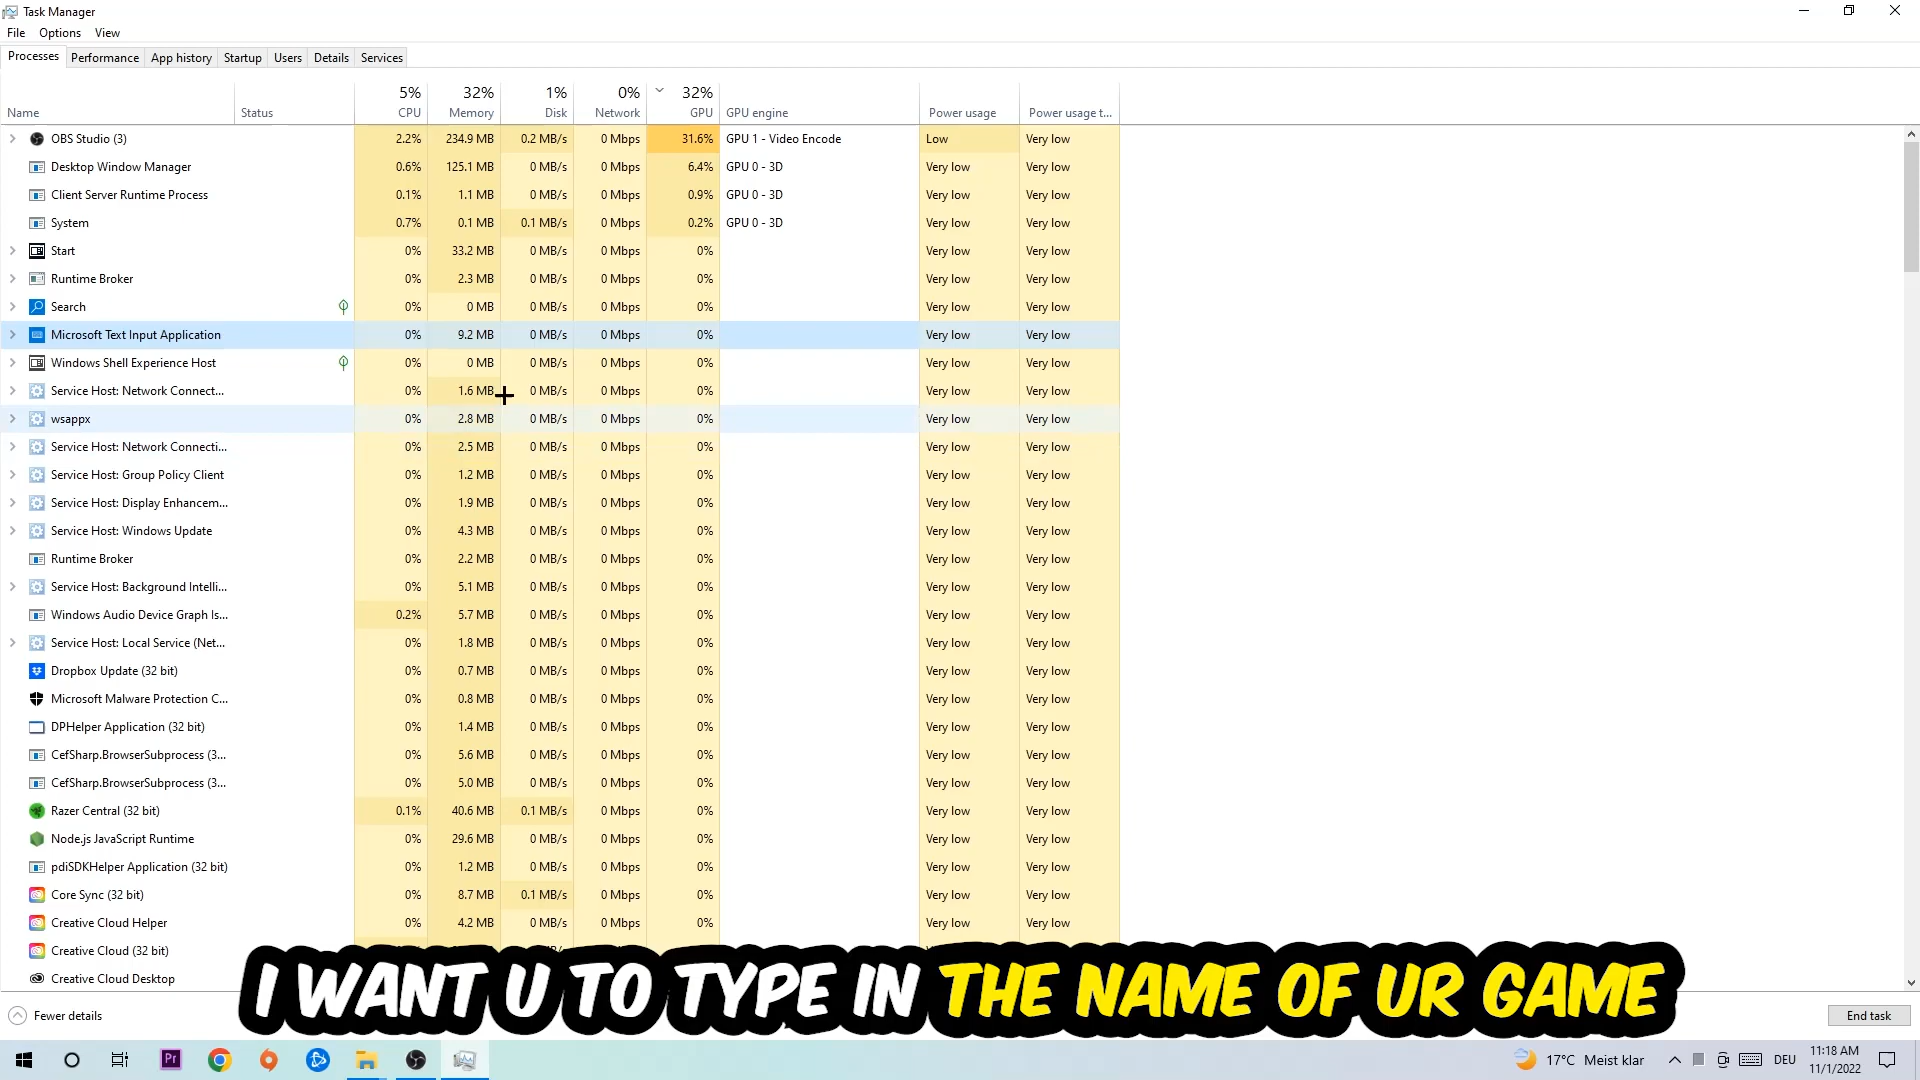 Task Manager
File Options View
Processes Performance App history Startup Users Details Services
5% 32% 1% 0% 32%
Name Status CPU Memory Disk Network GPU GPU engine Power usage Power usage t...
OBS Studio (3) 2.2% 234.9 MB 0.2 MB/s 0 Mbps 31.6% GPU 1 - Video Encode Low Very low
Desktop Window Manager 0.6% 125.1 MB 0 MB/s 0 Mbps 6.4% GPU 0 - 3D Very low Very low
Client Server Runtime Process 0.1% 1.1 MB 0 MB/s 0 Mbps 0.9% GPU 0 - 3D Very low Very low
System 0.7% 0.1 MB 0.1 MB/s 0 Mbps 0.2% GPU 0 - 3D Very low Very low
Start 0% 33.2 MB 0 MB/s 0 Mbps 0% Very low Very low
Runtime Broker 0% 2.3 MB 0 MB/s 0 Mbps 0% Very low Very low
Search 0% 0 MB 0 MB/s 0 Mbps 0% Very low Very low
Microsoft Text Input Application 0% 9.2 MB 0 MB/s 0 Mbps 0% Very low Very low
Windows Shell Experience Host 0% 0 MB 0 MB/s 0 Mbps 0% Very low Very low
Service Host: Network Connect... 0% 1.6 MB 0 MB/s 0 Mbps 0% Very low Very low
wsappx 0% 2.8 MB 0 MB/s 0 Mbps 0% Very low Very low
Service Host: Network Connecti... 0% 2.5 MB 0 MB/s 0 Mbps 0% Very low Very low
Service Host: Group Policy Client 0% 1.2 MB 0 MB/s 0 Mbps 0% Very low Very low
Service Host: Display Enhancem... 0% 1.9 MB 0 MB/s 0 Mbps 0% Very low Very low
Service Host: Windows Update 0% 4.3 MB 0 MB/s 0 Mbps 0% Very low Very low
Runtime Broker 0% 2.2 MB 0 MB/s 0 Mbps 0% Very low Very low
Service Host: Background Intelli... 0% 5.1 MB 0 MB/s 0 Mbps 0% Very low Very low
Windows Audio Device Graph Is... 0.2% 5.7 MB 0 MB/s 0 Mbps 0% Very low Very low
Service Host: Local Service (Net... 0% 1.8 MB 0 MB/s 0 Mbps 0% Very low Very low
Dropbox Update (32 bit) 0% 0.7 MB 0 MB/s 0 Mbps 0% Very low Very low
Microsoft Malware Protection C... 0% 0.8 MB 0 MB/s 0 Mbps 0% Very low Very low
DPHelper Application (32 bit) 0% 1.4 MB 0 MB/s 0 Mbps 0% Very low Very low
CefSharp.BrowserSubprocess (3... 0% 5.6 MB 0 MB/s 0 Mbps 0% Very low Very low
CefSharp.BrowserSubprocess (3... 0% 5.0 MB 0 MB/s 0 Mbps 0% Very low Very low
Razer Central (32 bit) 0.1% 40.6 MB 0.1 MB/s 0 Mbps 0% Very low Very low
Node.js JavaScript Runtime 0% 29.6 MB 0 MB/s 0 Mbps 0% Very low Very low
pdiSDKHelper Application (32 bit) 0% 1.2 MB 0 MB/s 0 Mbps 0% Very low Very low
Core Sync (32 bit) 0% 8.7 MB 0.1 MB/s 0 Mbps 0% Very low Very low
Creative Cloud Helper 0% 4.2 MB 0 MB/s 0 Mbps 0% Very low Very low
Creative Cloud (32 bit)
Creative Cloud Desktop
I WANT U TO TYPE IN THE NAME OF UR GAME
Fewer details End task
Pr 17°C Meist klar DEU 11:18 AM
11/1/2022